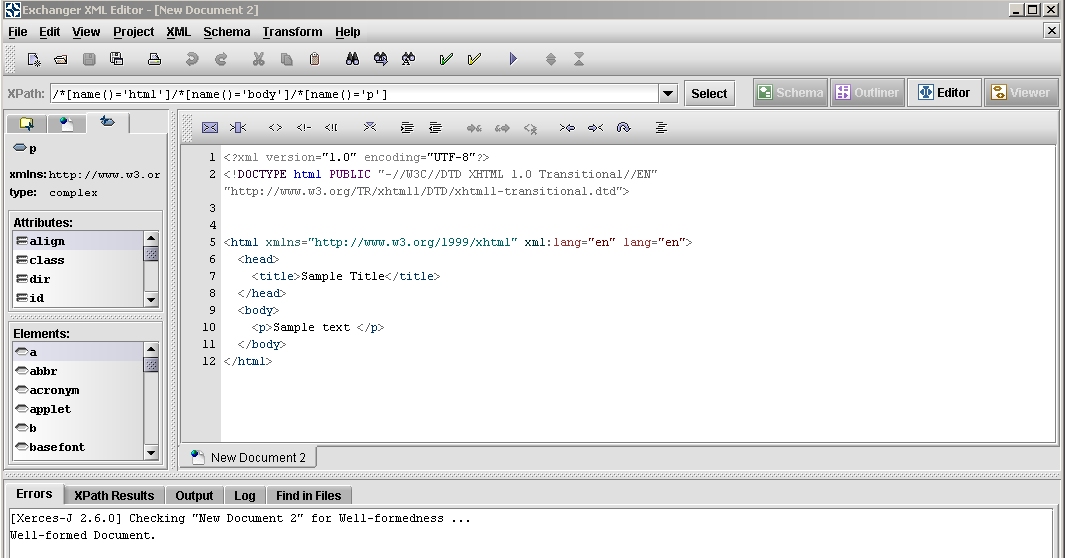 Exchanger XML Editor - [New Document 2]
File Edit View Project XML Schema Transform Help
XPath: /*[name()='html']/*[name()='body']/*[name()='p'] Select Schema Outliner Editor Viewer
p
xmlns: http://www.w3.or
type: complex
Attributes:
align
class
dir
id
Elements:
a
abbr
acronym
applet
b
basefont
1 <?xml version="1.0" encoding="UTF-8"?>
2 <!DOCTYPE html PUBLIC "-//W3C//DTD XHTML 1.0 Transitional//EN"
"http://www.w3.org/TR/xhtml1/DTD/xhtml1-transitional.dtd">
3
4
5 <html xmlns="http://www.w3.org/1999/xhtml" xml:lang="en" lang="en">
6 <head>
7 <title>Sample Title</title>
8 </head>
9 <body>
10 <p>Sample text </p>
11 </body>
12 </html>
New Document 2
Errors XPath Results Output Log Find in Files
[Xerces-J 2.6.0] Checking "New Document 2" for Well-formedness ...
Well-formed Document.